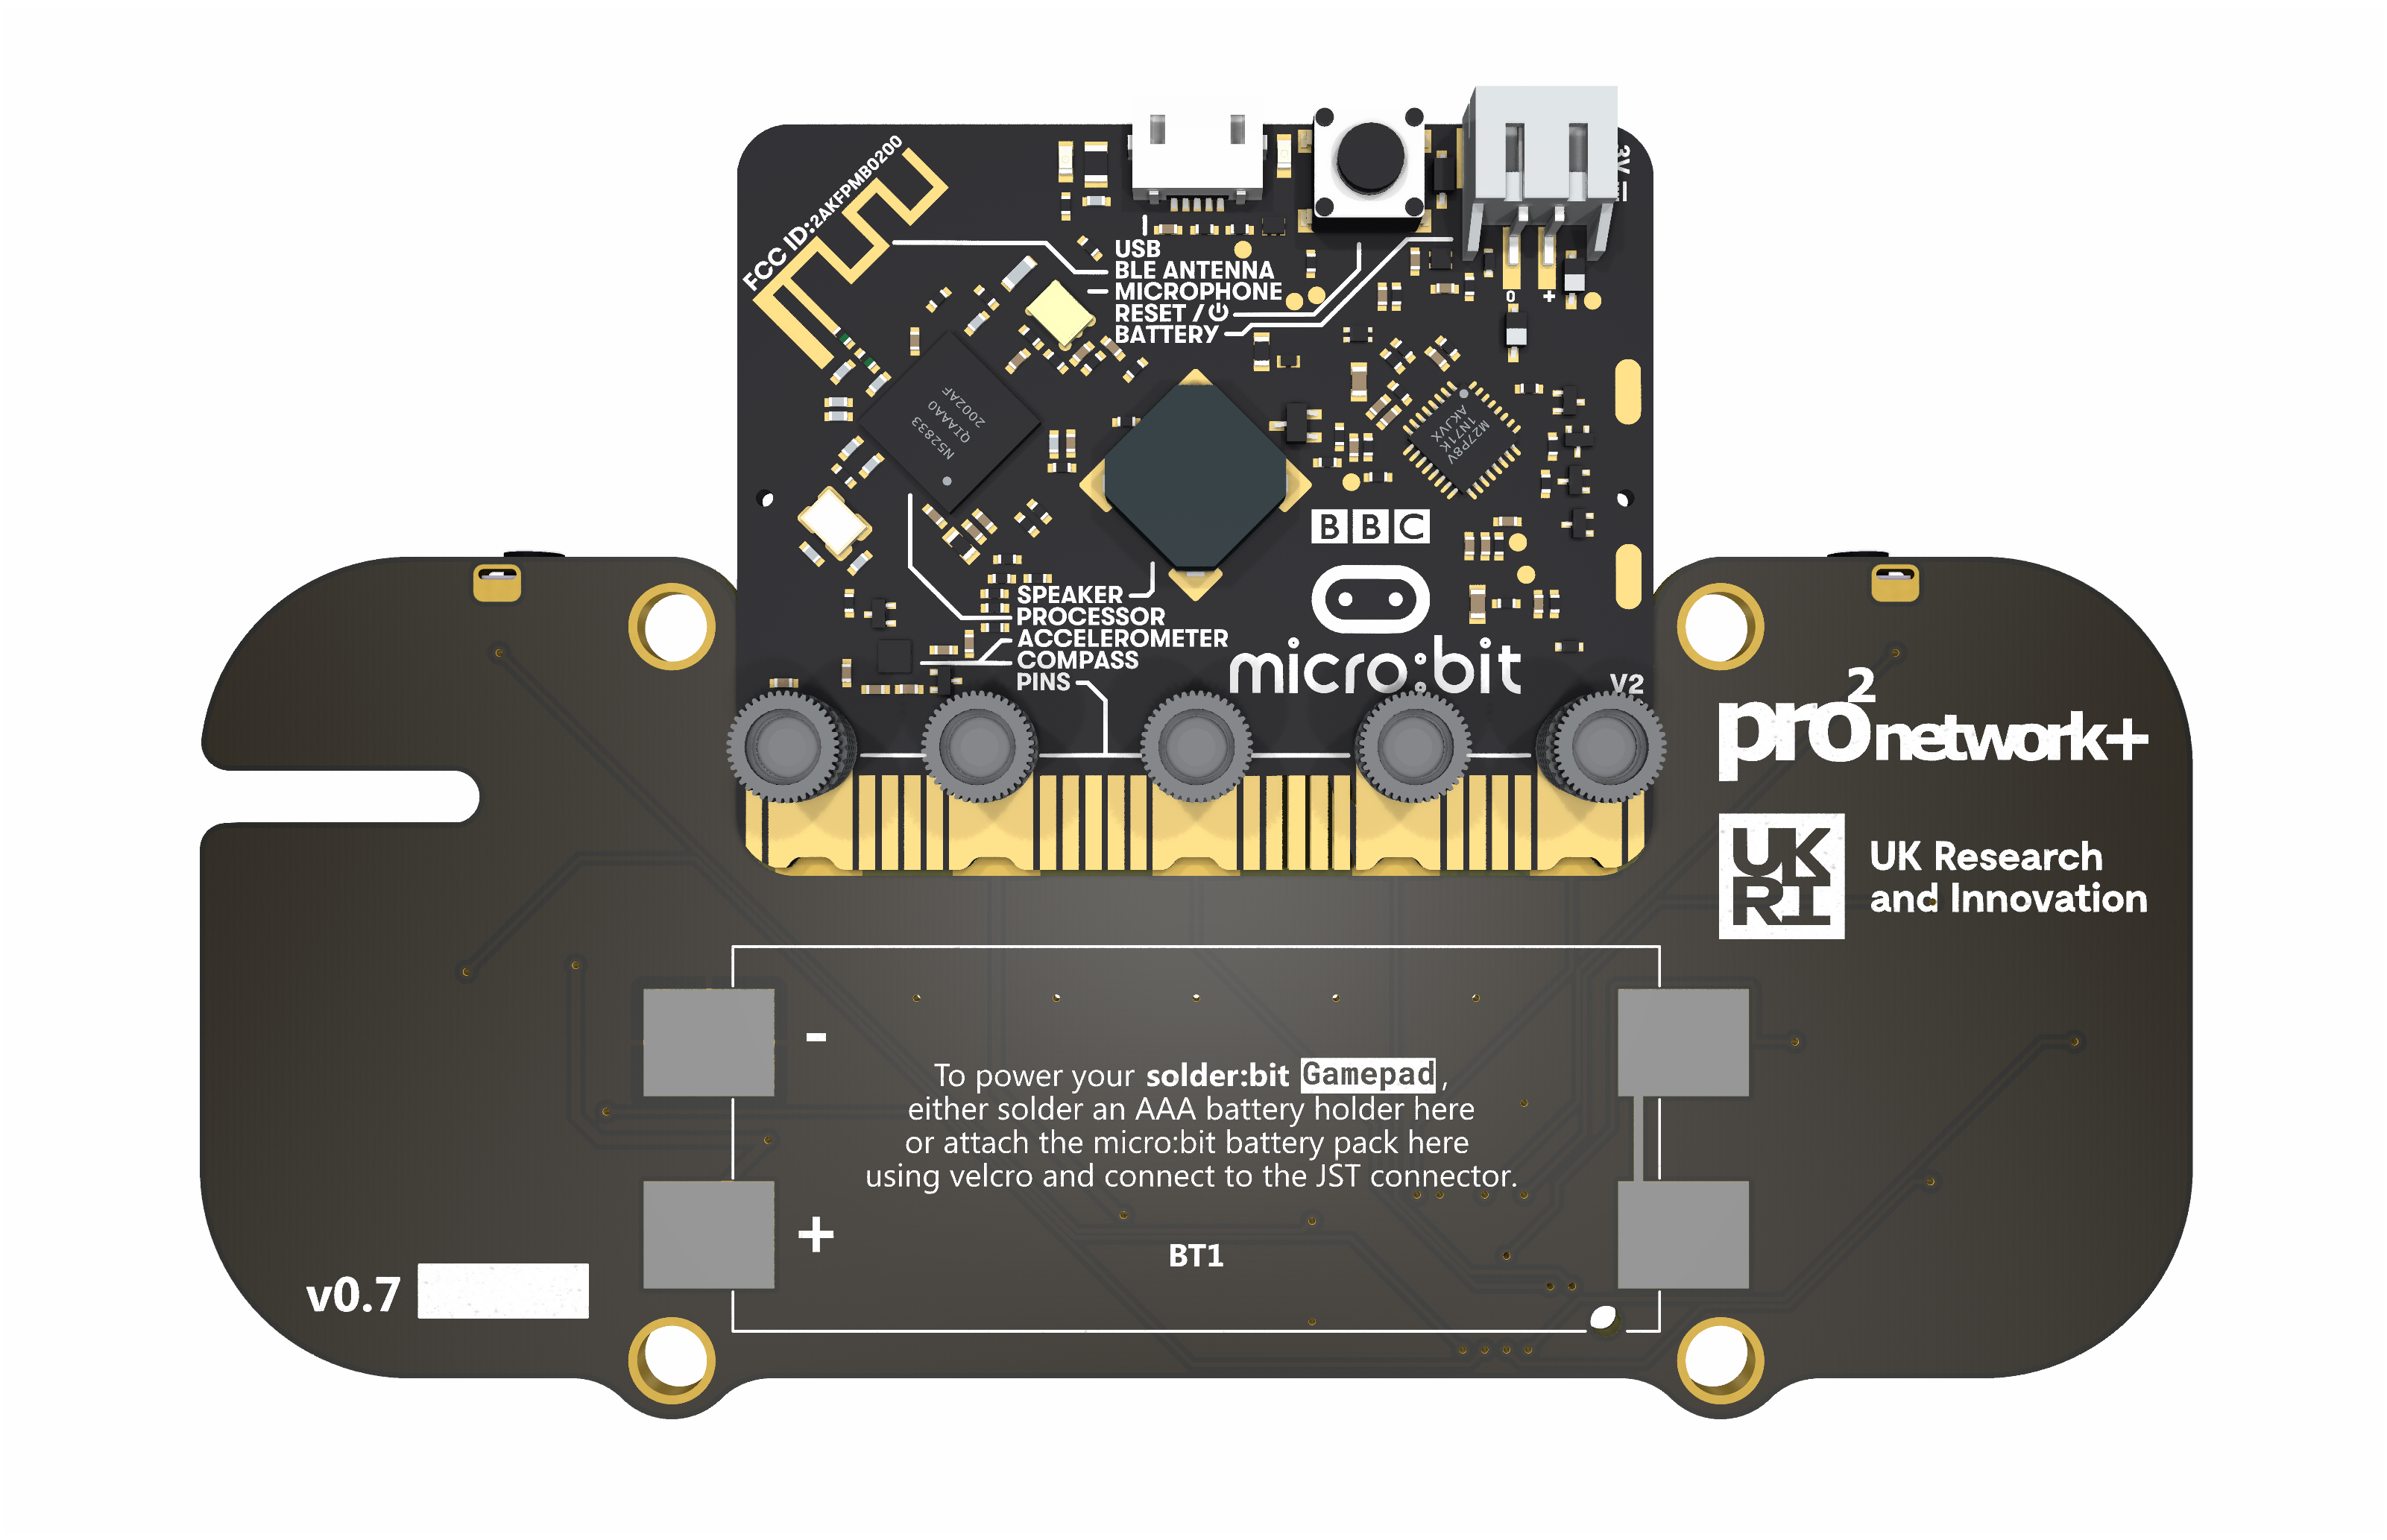 FCC ID:2AKFPMB0200
3V
USB
BLE ANTENNA
MICROPHONE
RESET /
BATTERY
0 +
N52833
QIAAA0
2002AF
M27P8V
1N71K
AKJVX
BBC
SPEAKER
PROCESSOR
ACCELEROMETER
COMPASS
PINS
micro:bit
V2
pro2network+
UK
RI
UK Research
and Innovation
-
To power your solder:bit Gamepad,
either solder an AAA battery holder here
or attach the micro:bit battery pack here
using velcro and connect to the JST connector.
+
BT1
v0.7